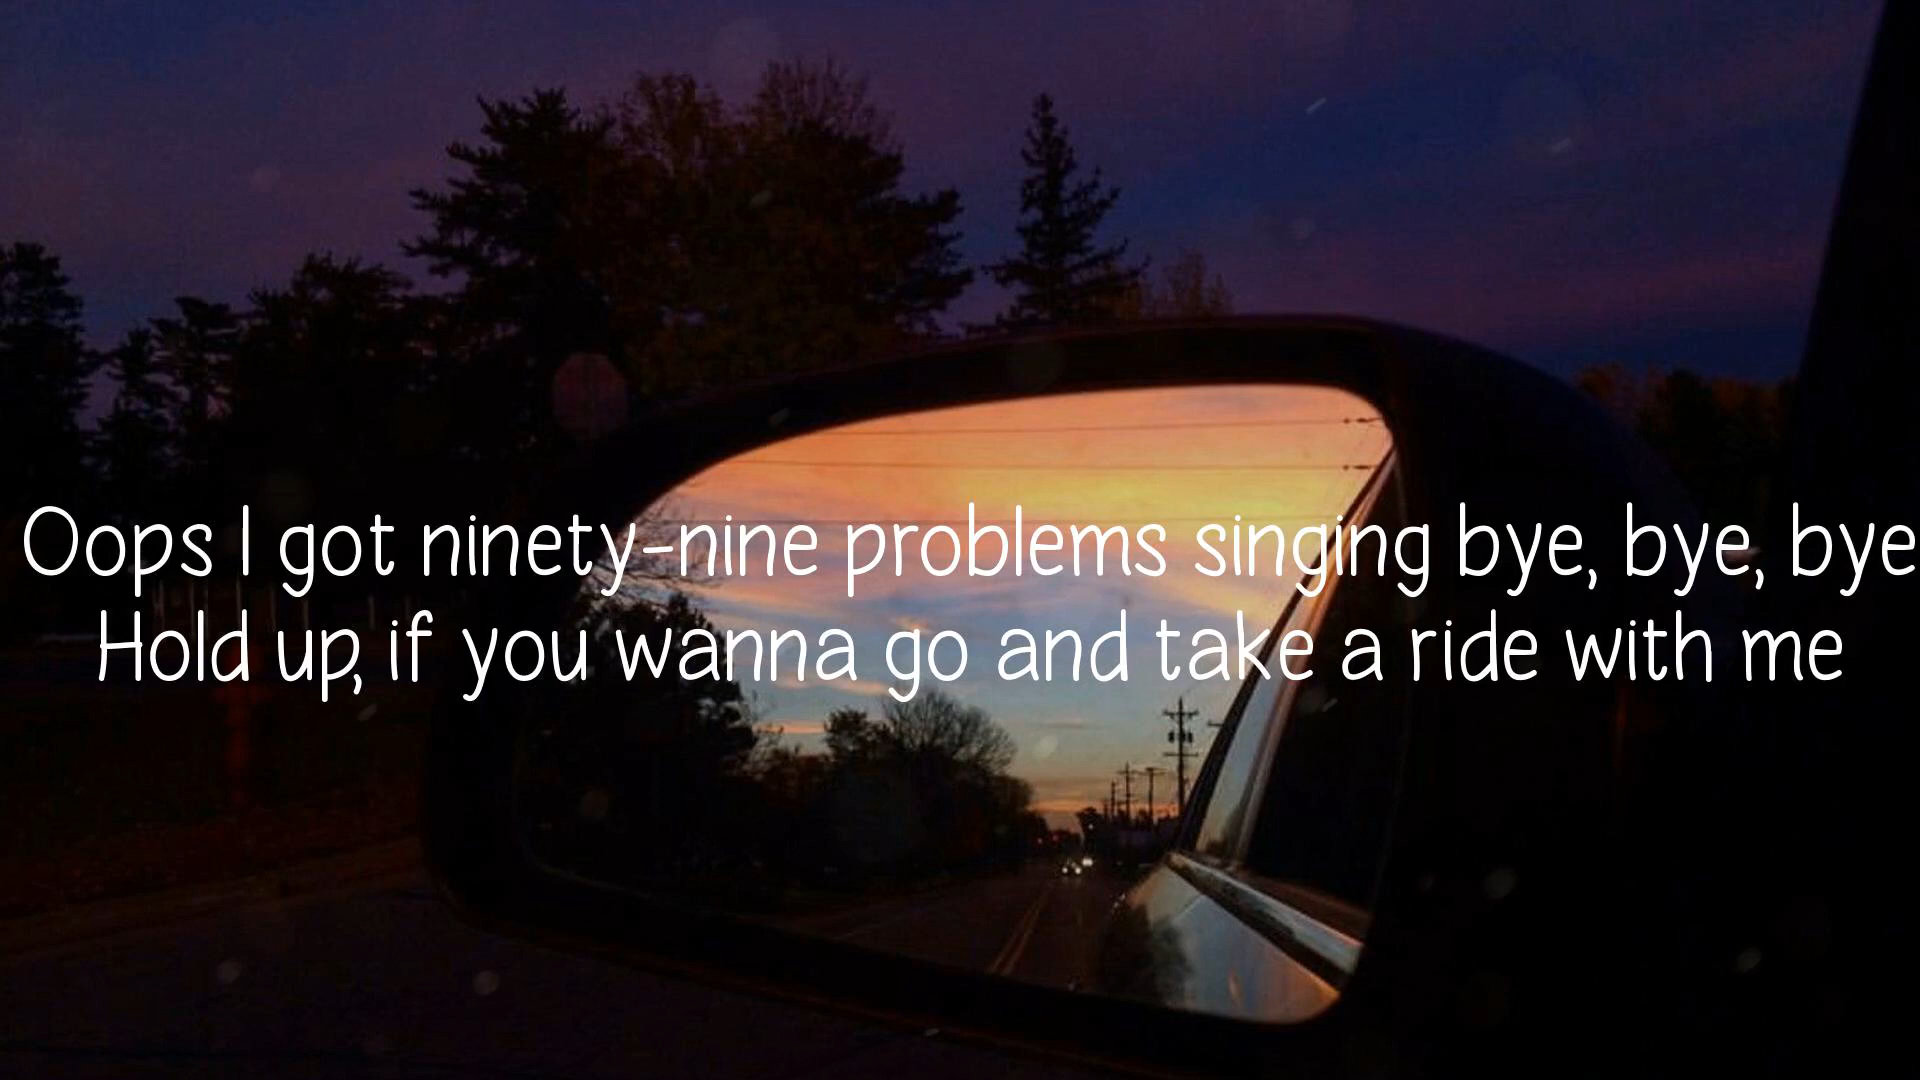 Oops I got ninety-nine problems singing bye, bye, bye
Hold up, if you wanna go and take a ride with me